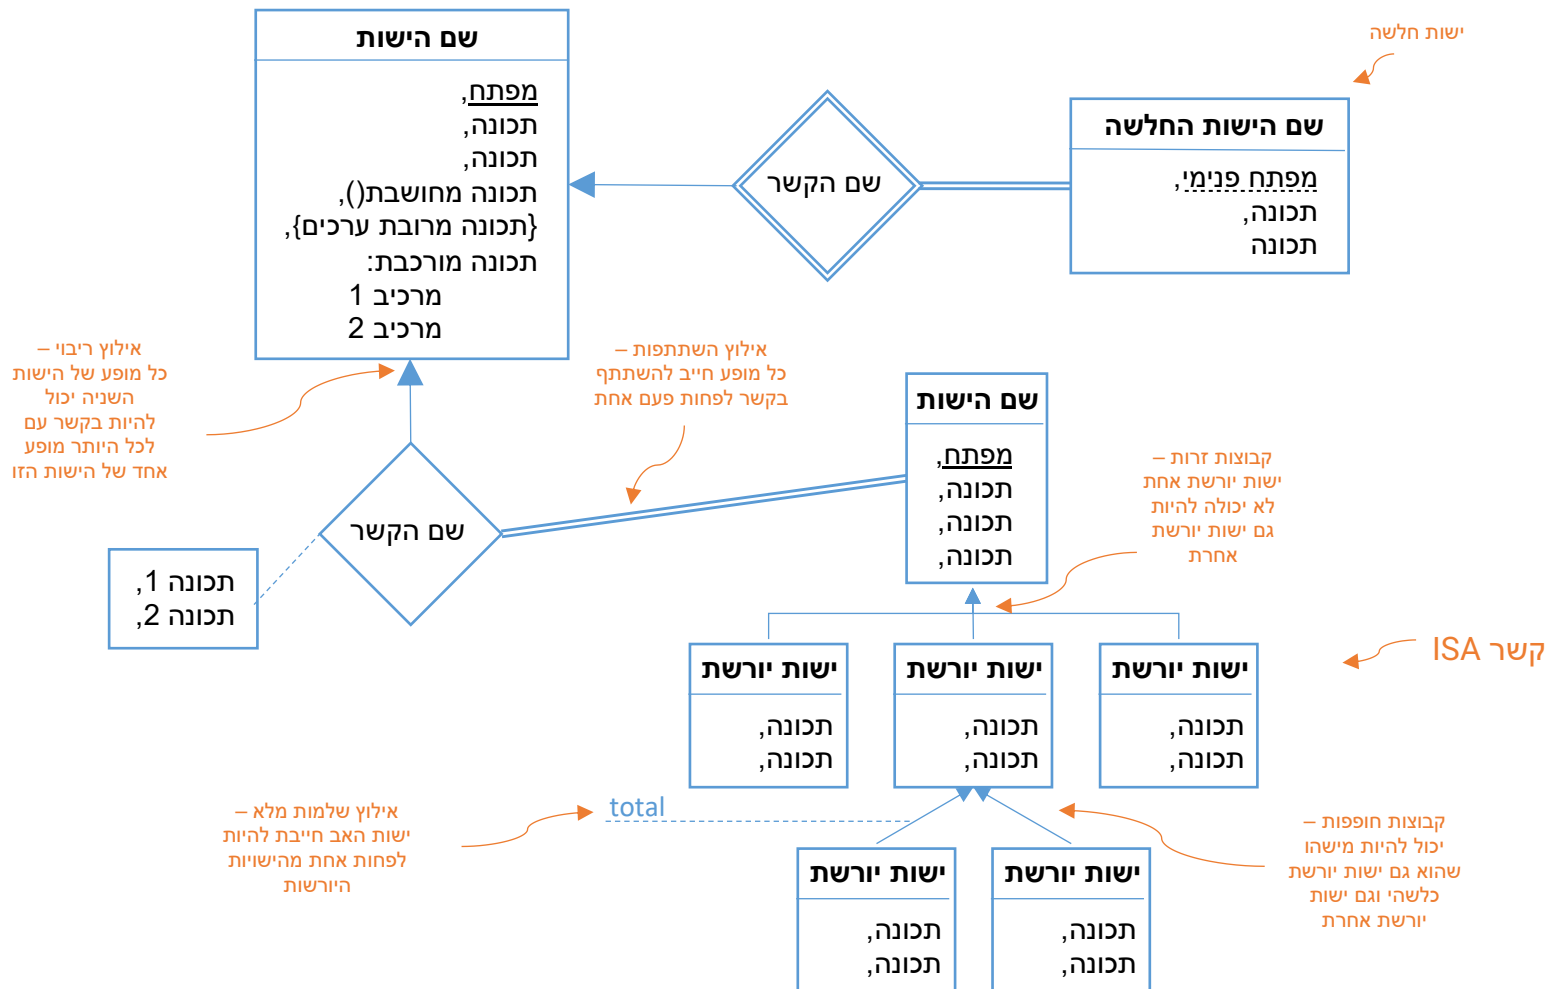 שם הישות
מפתח,
תכונה,
תכונה,
תכונה מחושבת(),
{תכונה מרובת ערכים},
תכונה מורכבת:
מרכיב 1
מרכיב 2
שם הקשר
ישות חלשה
שם הישות החלשה
מפתח פנימי,
תכונה,
תכונה
אילוץ ריבוי –
כל מופע של הישות
השניה יכול
להיות בקשר עם
לכל היותר מופע
אחד של הישות הזו
אילוץ השתתפות –
כל מופע חייב להשתתף
בקשר לפחות פעם אחת
שם הקשר
תכונה 1,
תכונה 2,
שם הישות
מפתח,
תכונה,
תכונה,
תכונה,
קבוצות זרות –
ישות יורשת אחת
לא יכולה להיות
גם ישות יורשת
אחרת
קשר ISA
ישות יורשת
תכונה,
תכונה,
ישות יורשת
תכונה,
תכונה,
ישות יורשת
תכונה,
תכונה,
total
אילוץ שלמות מלא –
ישות האב חייבת להיות
לפחות אחת מהישויות
היורשות
קבוצות חופפות –
יכול להיות מישהו
שהוא גם ישות יורשת
כלשהי וגם ישות
יורשת אחרת
ישות יורשת
תכונה,
תכונה,
ישות יורשת
תכונה,
תכונה,